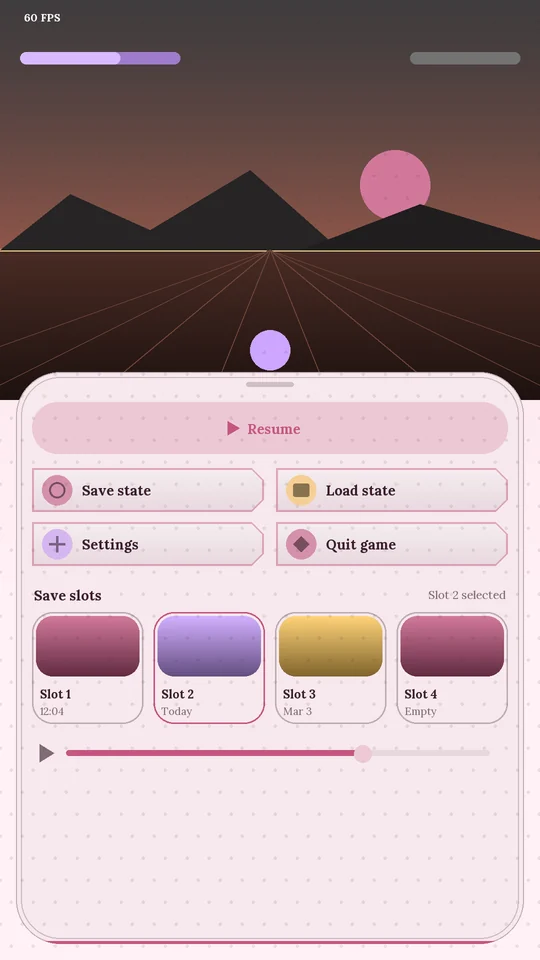 60 FPS
Resume
Save state
Load state
Settings
Quit game
Save slots
Slot 2 selected
Slot 1
12:04
Slot 2
Today
Slot 3
Mar 3
Slot 4
Empty